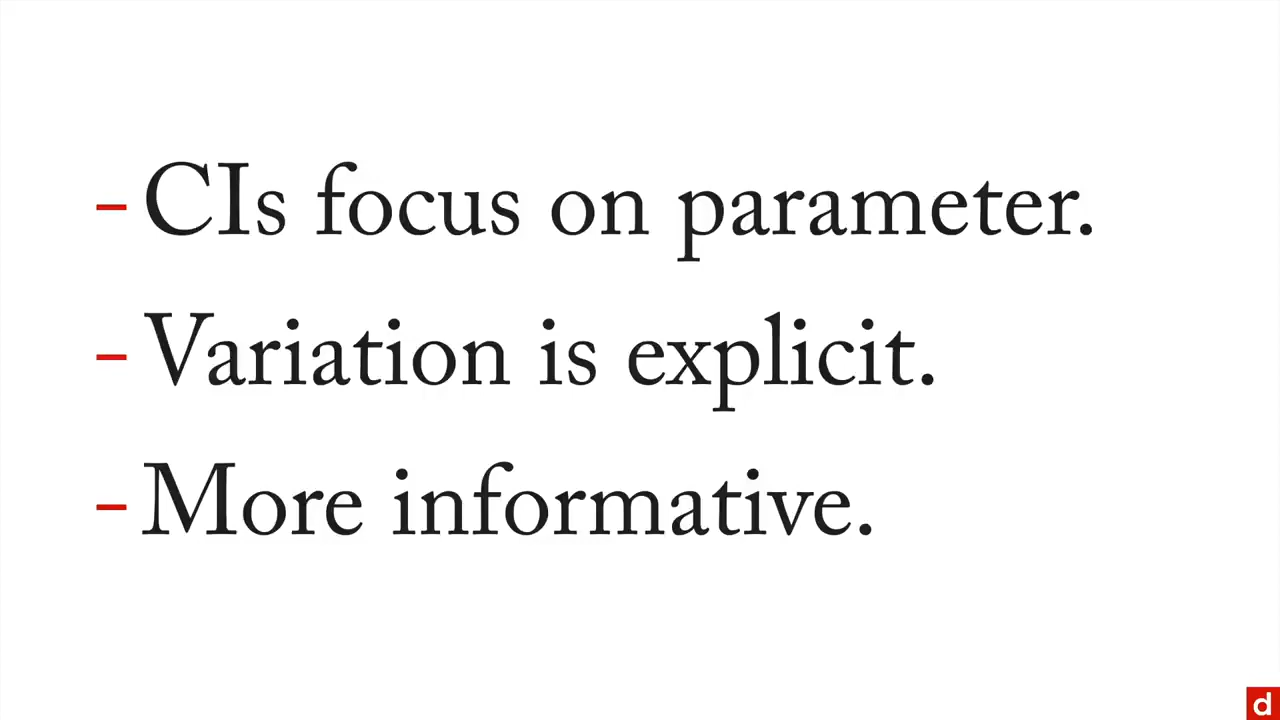 – CIs focus on parameter.
– Variation is explicit.
– More informative.
d